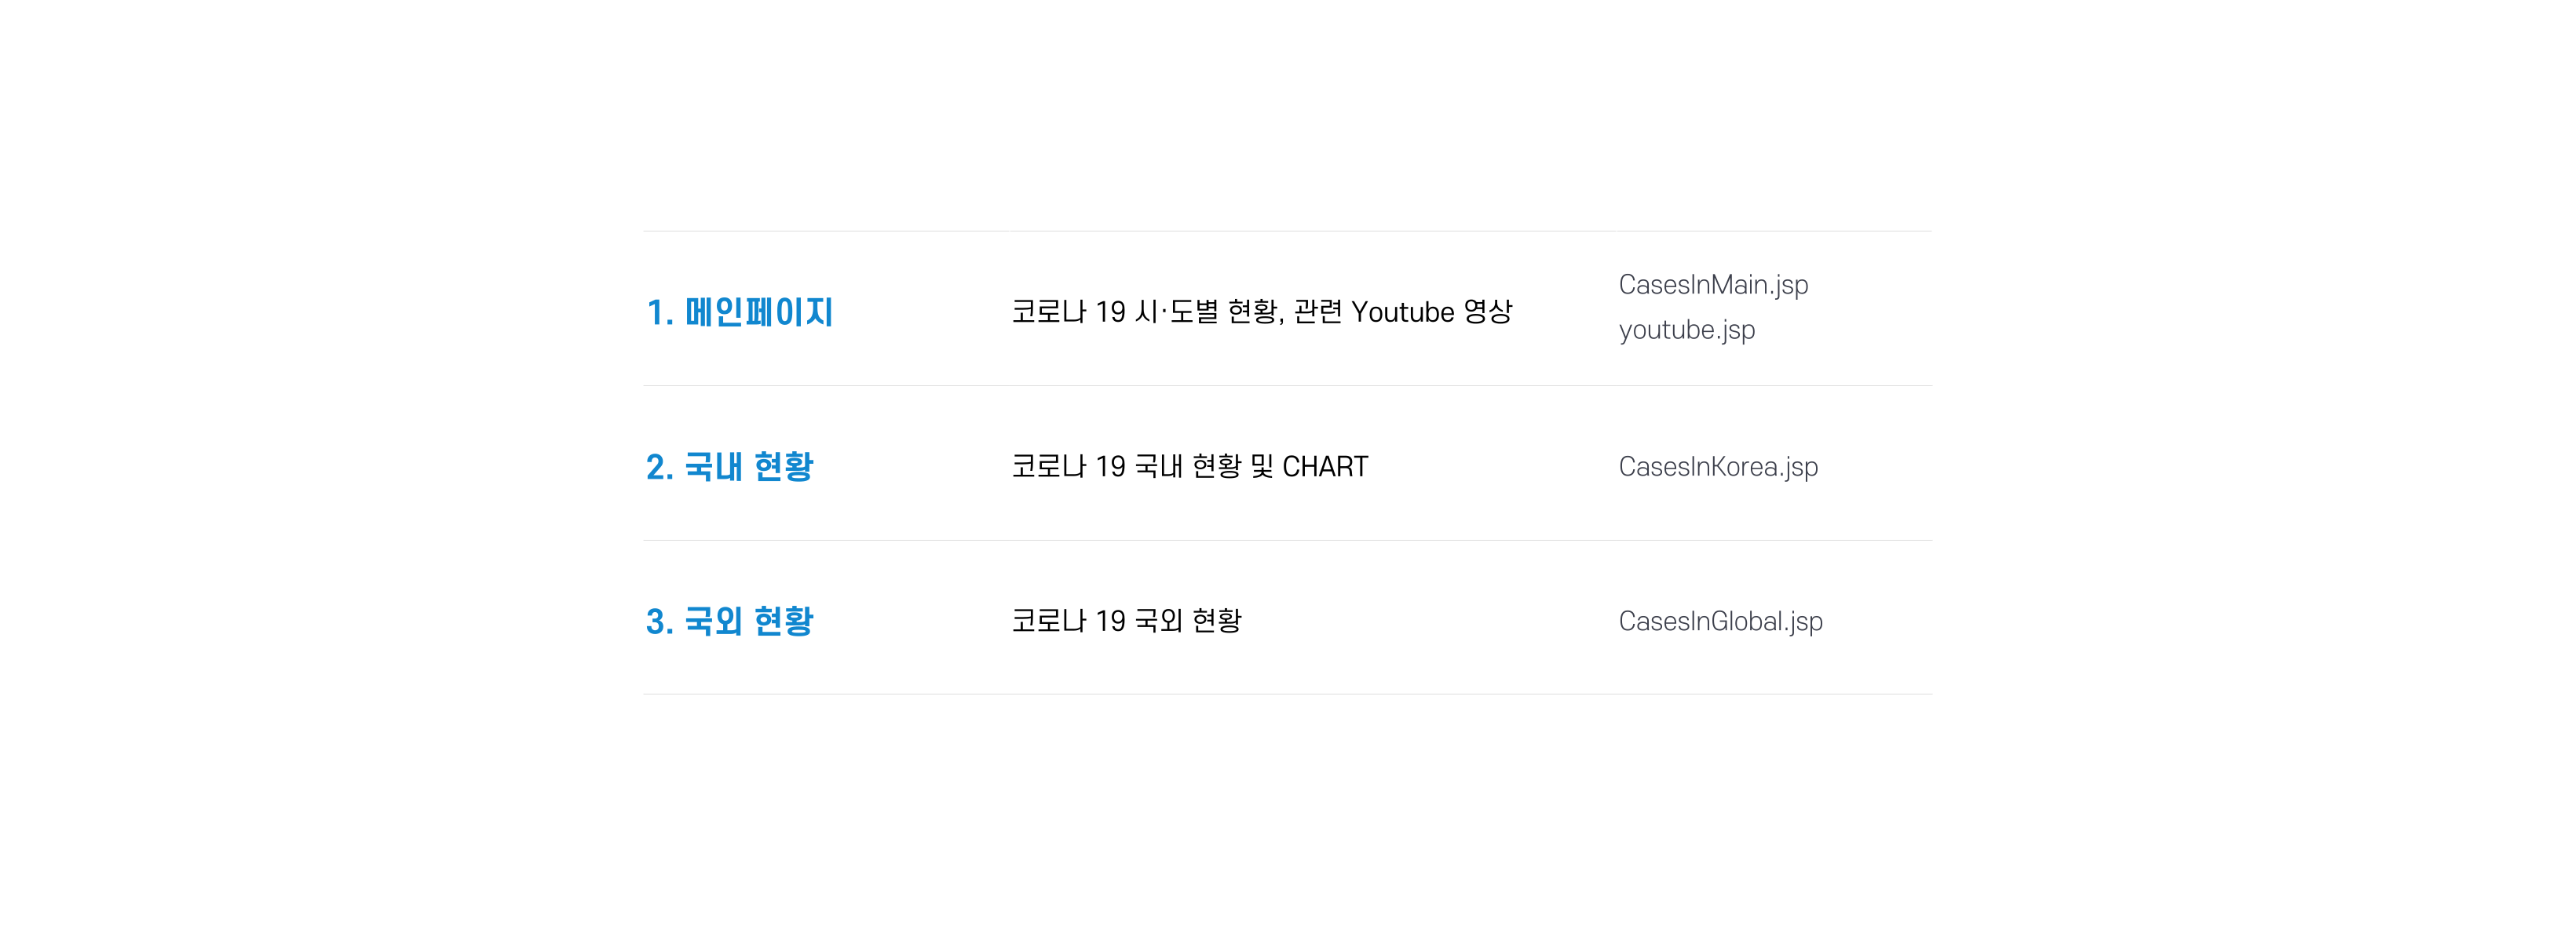 1. 메인페이지
코로나 19 시·도별 현황, 관련 Youtube 영상
CasesInMain.jsp
youtube.jsp
2. 국내 현황
코로나 19 국내 현황 및 CHART
CasesInKorea.jsp
3. 국외 현황
코로나 19 국외 현황
CasesInGlobal.jsp